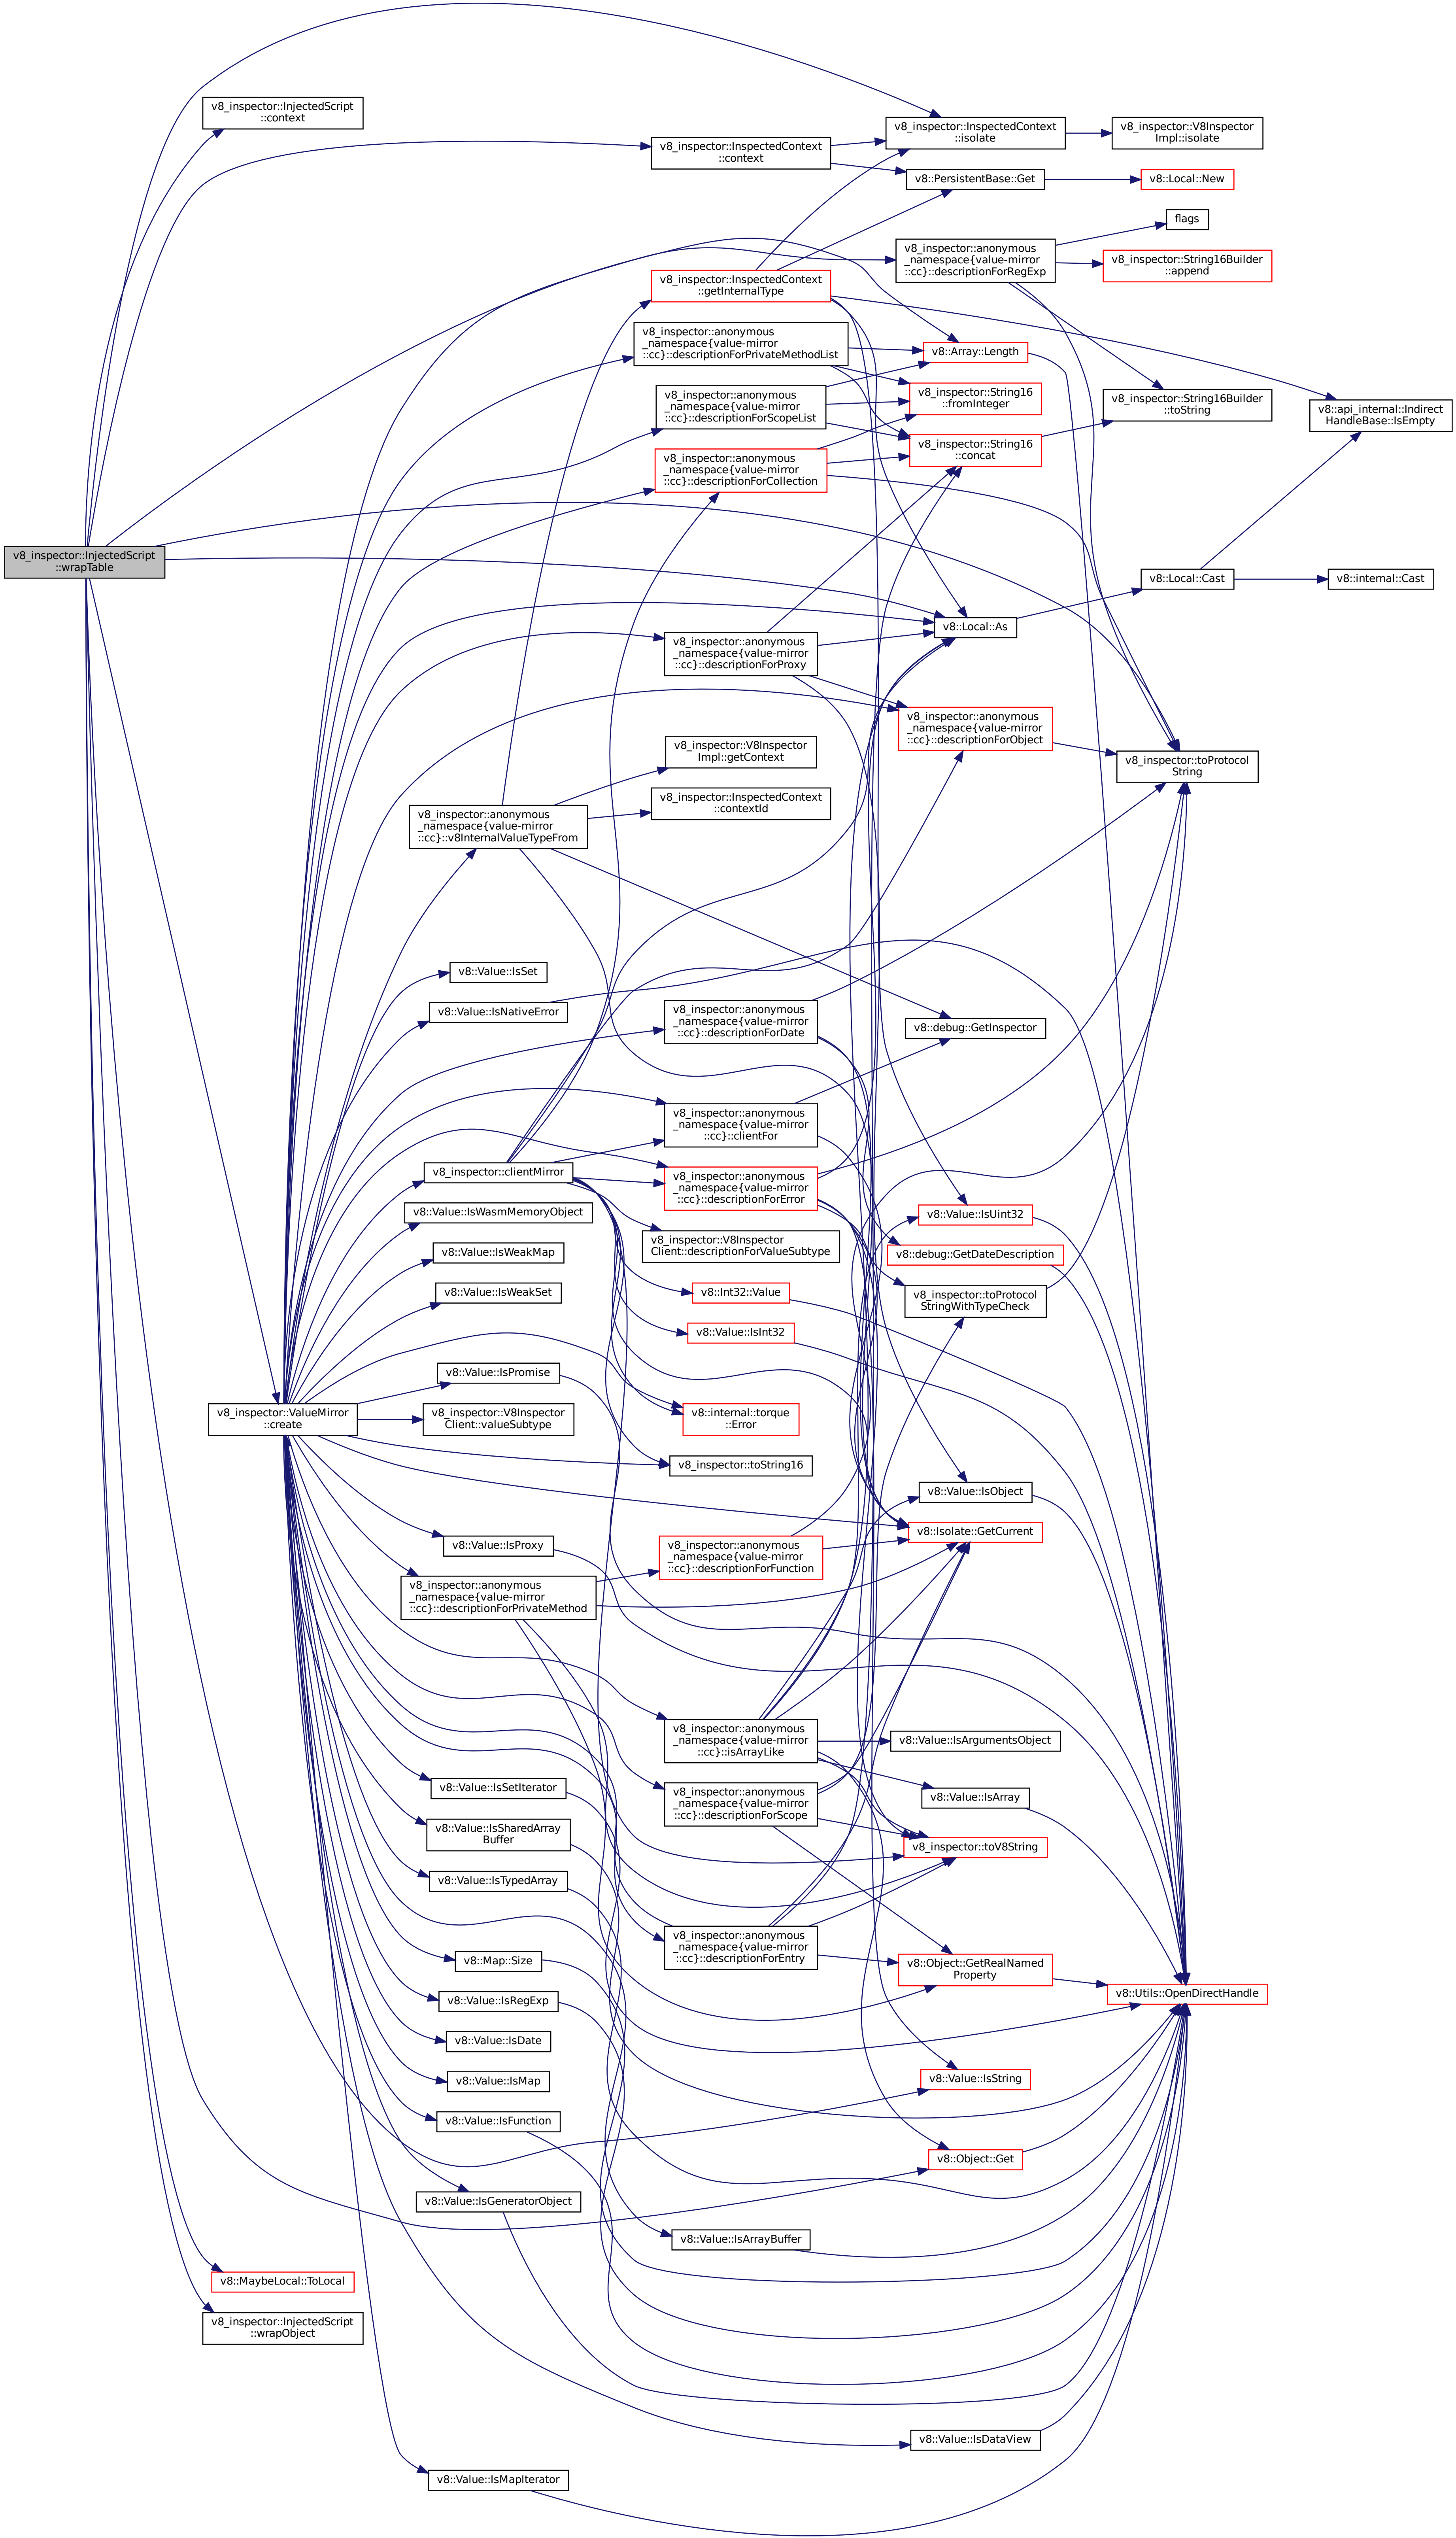 v8_inspector::InjectedScript
::wrapTable
v8_inspector::InjectedScript
::context
v8_inspector::InspectedContext
::context
v8_inspector::InspectedContext
::isolate
v8_inspector::V8Inspector
Impl::isolate
v8::PersistentBase::Get
v8::Local::New
flags
v8_inspector::anonymous
_namespace{value-mirror
::cc}::descriptionForRegExp
v8_inspector::String16Builder
::append
v8_inspector::InspectedContext
::getInternalType
v8_inspector::anonymous
_namespace{value-mirror
::cc}::descriptionForPrivateMethodList
v8::Array::Length
v8_inspector::anonymous
_namespace{value-mirror
::cc}::descriptionForScopeList
v8_inspector::String16
::fromInteger
v8_inspector::String16Builder
::toString
v8::api_internal::Indirect
HandleBase::IsEmpty
v8_inspector::String16
::concat
v8_inspector::anonymous
_namespace{value-mirror
::cc}::descriptionForCollection
v8::Local::Cast
v8::internal::Cast
v8::Local::As
v8_inspector::anonymous
_namespace{value-mirror
::cc}::descriptionForProxy
v8_inspector::anonymous
_namespace{value-mirror
::cc}::descriptionForObject
v8_inspector::V8Inspector
Impl::getContext
v8_inspector::toProtocol
String
v8_inspector::InspectedContext
::contextId
v8_inspector::anonymous
_namespace{value-mirror
::cc}::v8InternalValueTypeFrom
v8::Value::IsSet
v8::Value::IsNativeError
v8_inspector::anonymous
_namespace{value-mirror
::cc}::descriptionForDate
v8::debug::GetInspector
v8_inspector::anonymous
_namespace{value-mirror
::cc}::clientFor
v8_inspector::clientMirror
v8_inspector::anonymous
_namespace{value-mirror
::cc}::descriptionForError
v8::Value::IsWasmMemoryObject
v8::Value::IsUint32
v8_inspector::V8Inspector
Client::descriptionForValueSubtype
v8::Value::IsWeakMap
v8::debug::GetDateDescription
v8::Value::IsWeakSet
v8::Int32::Value
v8_inspector::toProtocol
StringWithTypeCheck
v8::Value::IsInt32
v8::Value::IsPromise
v8_inspector::ValueMirror
::create
v8_inspector::V8Inspector
Client::valueSubtype
v8::internal::torque
::Error
v8_inspector::toString16
v8::Value::IsObject
v8::Isolate::GetCurrent
v8::Value::IsProxy
v8_inspector::anonymous
_namespace{value-mirror
::cc}::descriptionForFunction
v8_inspector::anonymous
_namespace{value-mirror
::cc}::descriptionForPrivateMethod
v8_inspector::anonymous
_namespace{value-mirror
::cc}::isArrayLike
v8::Value::IsArgumentsObject
v8::Value::IsSetIterator
v8_inspector::anonymous
_namespace{value-mirror
::cc}::descriptionForScope
v8::Value::IsArray
v8::Value::IsSharedArray
Buffer
v8_inspector::toV8String
v8::Value::IsTypedArray
v8_inspector::anonymous
_namespace{value-mirror
::cc}::descriptionForEntry
v8::Map::Size
v8::Object::GetRealNamed
Property
v8::Utils::OpenDirectHandle
v8::Value::IsRegExp
v8::Value::IsDate
v8::Value::IsMap
v8::Value::IsString
v8::Value::IsFunction
v8::Object::Get
v8::Value::IsGeneratorObject
v8::Value::IsArrayBuffer
v8::MaybeLocal::ToLocal
v8_inspector::InjectedScript
::wrapObject
v8::Value::IsDataView
v8::Value::IsMapIterator